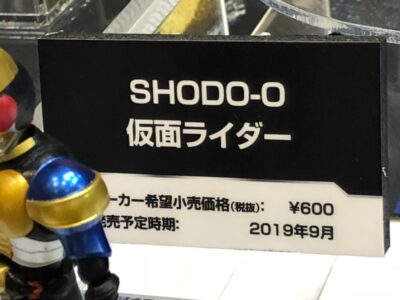 SHODO-O
仮面ライダー
ーカー希望小売価格(税抜): ¥600
売予定時期: 2019年9月